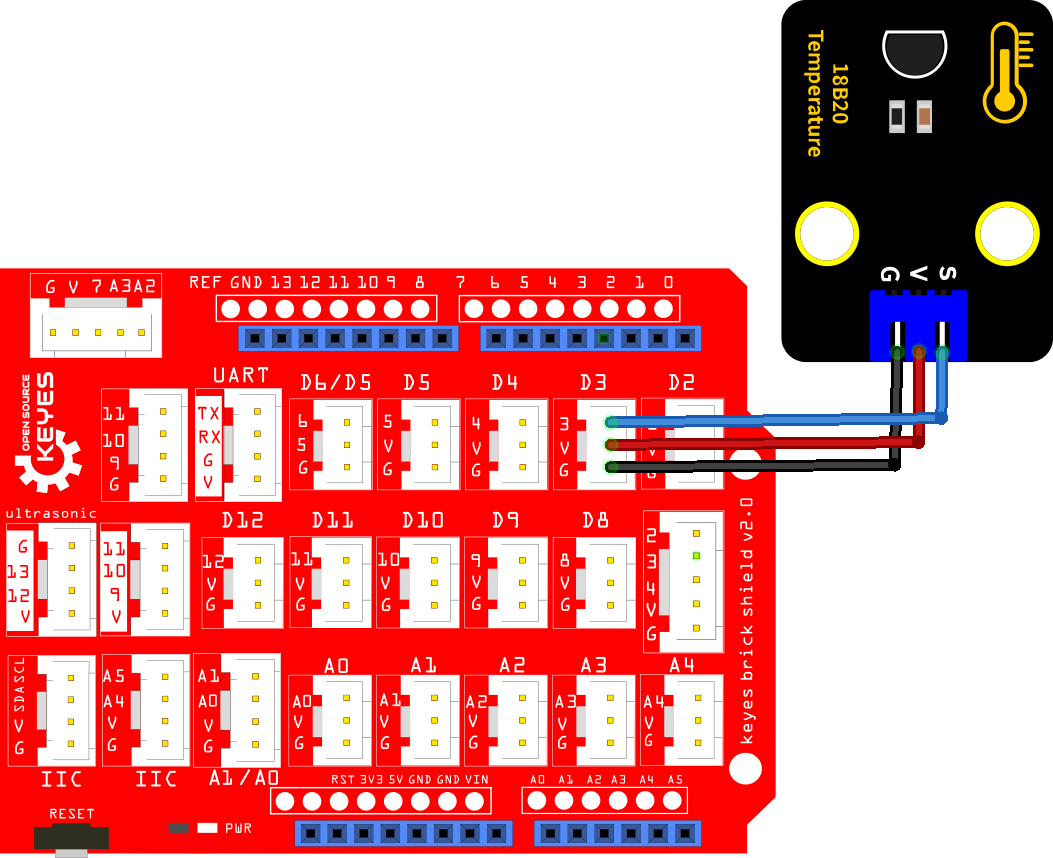 18B20
Temperature
G V S
G V 7 A3 A2
REF GND 13 12 11 10 9 8
7 6 5 4 3 2 1 0
OPEN SOURCE
KEYES
11
10
9
G
UART
TX
RX
G
V
D6/D5
6
5
G
D5
5
V
G
D4
4
V
G
D3
3
V
G
D2
G
ultrasonic
G
13
12
V
11
10
9
V
D12
12
V
G
D11
11
V
G
D10
10
V
G
D9
9
V
G
D8
8
V
G
2
3
4
V
G
keyes brick shield v2.0
SCL
SDA
V
G
IIC
A5
A4
V
G
IIC
A1
A0
V
G
A1/A0
A0
A0
V
G
A1
A1
V
G
A2
A2
V
G
A3
A3
V
G
A4
A4
V
G
RESET
PWR
RST 3V3 5V GND GND VIN
A0 A1 A2 A3 A4 A5